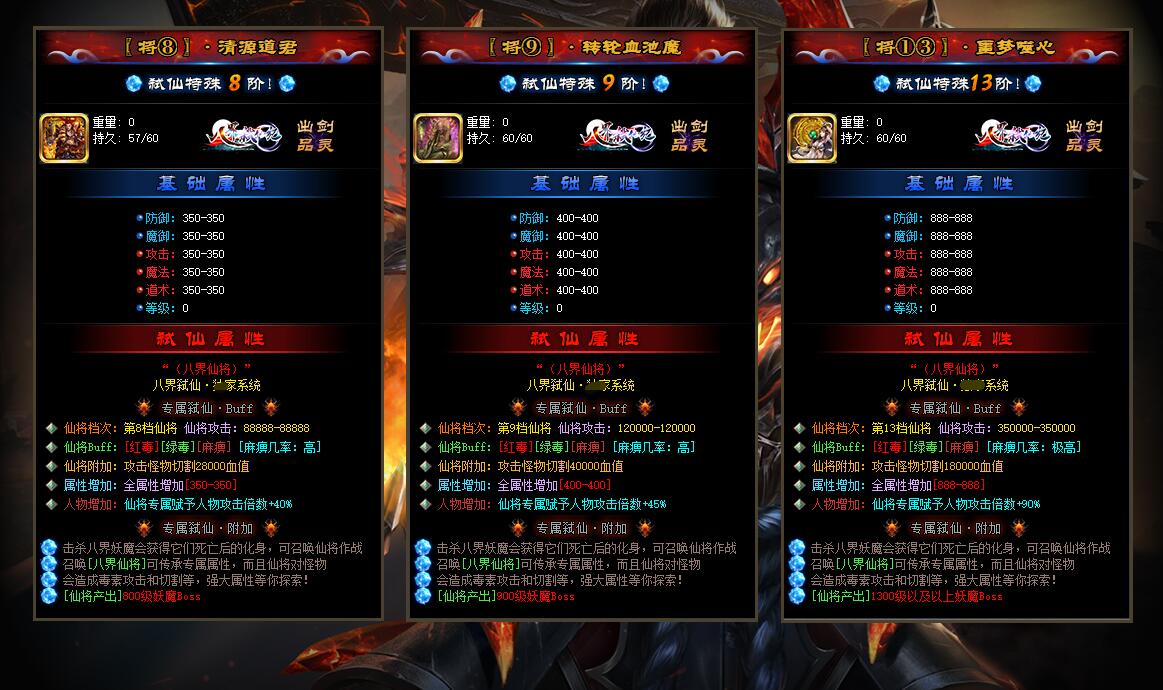 〖将⑧〗·清源道君
弑仙特殊 8 阶!
重量: 0
持久: 57/60
出剑
品灵
基础属性
防御: 350-350
魔御: 350-350
攻击: 350-350
魔法: 350-350
道术: 350-350
等级: 0
弑仙属性
“（八界仙将）”
八界弑仙·独家系统
专属弑仙·Buff
仙将档次: 第8档仙将 仙将攻击: 88888-88888
仙将Buff: [红毒][绿毒][麻痹] [麻痹几率: 高]
仙将附加: 攻击怪物切割28000血值
属性增加: 全属性增加[350-350]
人物增加: 仙将专属赋予人物攻击倍数+40%
专属弑仙·附加
击杀八界妖魔会获得它们死亡后的化身，可召唤仙将作战
召唤[八界仙将]可传承专属属性，而且仙将对怪物
会造成毒素攻击和切割等，强大属性等你探索!
[仙将产出]800级妖魔Boss
〖将⑨〗·转轮血池魔
弑仙特殊 9 阶!
重量: 0
持久: 60/60
出剑
品灵
基础属性
防御: 400-400
魔御: 400-400
攻击: 400-400
魔法: 400-400
道术: 400-400
等级: 0
弑仙属性
“（八界仙将）”
八界弑仙·家系统
专属弑仙·Buff
仙将档次: 第9档仙将 仙将攻击: 120000-120000
仙将Buff: [红毒][绿毒][麻痹] [麻痹几率: 高]
仙将附加: 攻击怪物切割40000血值
属性增加: 全属性增加[400-400]
人物增加: 仙将专属赋予人物攻击倍数+45%
专属弑仙·附加
击杀八界妖魔会获得它们死亡后的化身，可召唤仙将作战
召唤[八界仙将]可传承专属属性，而且仙将对怪物
会造成毒素攻击和切割等，强大属性等你探索!
[仙将产出]900级妖魔Boss
〖将①③〗·噩梦噬心
弑仙特殊13阶!
重量: 0
持久: 60/60
出剑
品灵
基础属性
防御: 888-888
魔御: 888-888
攻击: 888-888
魔法: 888-888
道术: 888-888
等级: 0
弑仙属性
“（八界仙将）”
八界弑仙·系统
专属弑仙·Buff
仙将档次: 第13档仙将 仙将攻击: 350000-350000
仙将Buff: [红毒][绿毒][麻痹] [麻痹几率: 极高]
仙将附加: 攻击怪物切割180000血值
属性增加: 全属性增加[888-888]
人物增加: 仙将专属赋予人物攻击倍数+90%
专属弑仙·附加
击杀八界妖魔会获得它们死亡后的化身，可召唤仙将作战
召唤[八界仙将]可传承专属属性，而且仙将对怪物
会造成毒素攻击和切割等，强大属性等你探索!
[仙将产出]1300级以及以上妖魔Boss